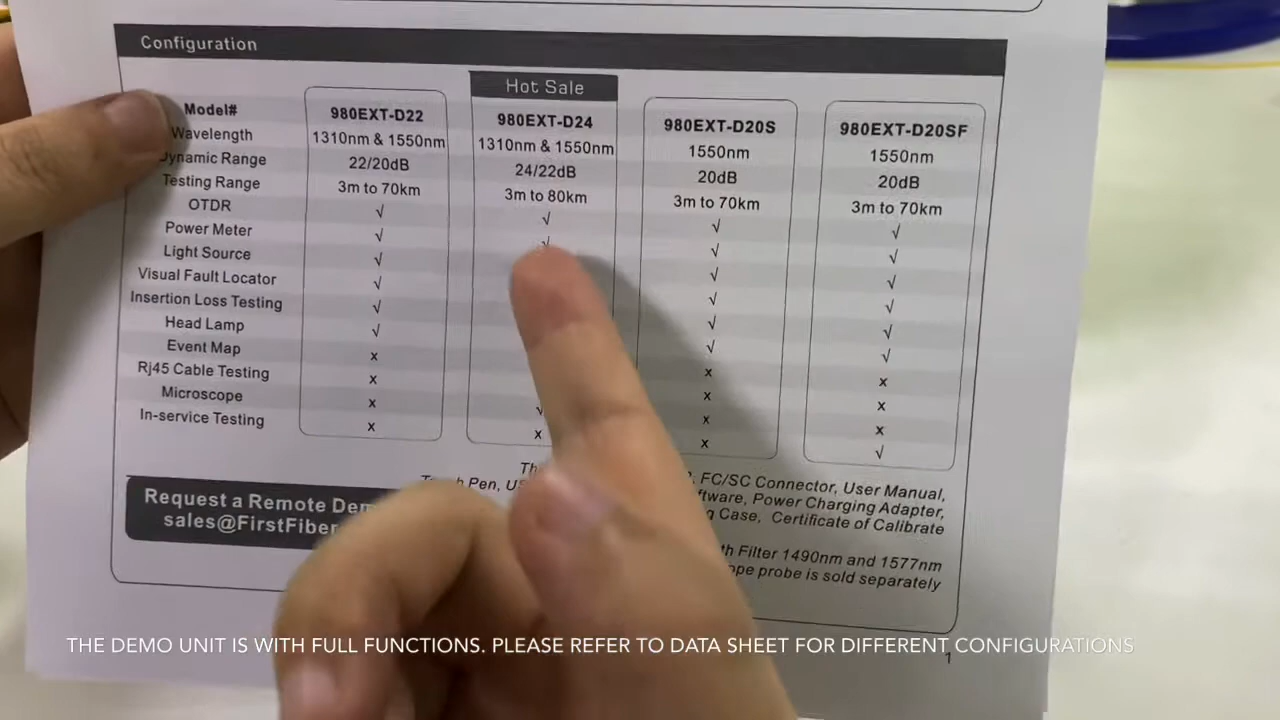 Configuration
Hot Sale
Model# 980EXT-D22 980EXT-D24 980EXT-D20S 980EXT-D20SF
Wavelength 1310nm & 1550nm 1310nm & 1550nm 1550nm 1550nm
Dynamic Range 22/20dB 24/22dB 20dB 20dB
Testing Range 3m to 70km 3m to 80km 3m to 70km 3m to 70km
OTDR √ √ √ √
Power Meter √ √ √ √
Light Source √ √ √
Visual Fault Locator √ √ √
Insertion Loss Testing √ √ √
Head Lamp √ √ √
Event Map x x x
Rj45 Cable Testing x x x
Microscope x √ x x
In-service Testing x x x √
FC/SC Connector, User Manual,
Pen, Power Charging Adapter,
Case, Certificate of Calibrate
Request a Remote
sales@FirstFiber
Filter 1490nm and 1577nm
probe is sold separately
THE DEMO UNIT IS WITH FULL FUNCTIONS. PLEASE REFER TO DATA SHEET FOR DIFFERENT CONFIGURATIONS
1